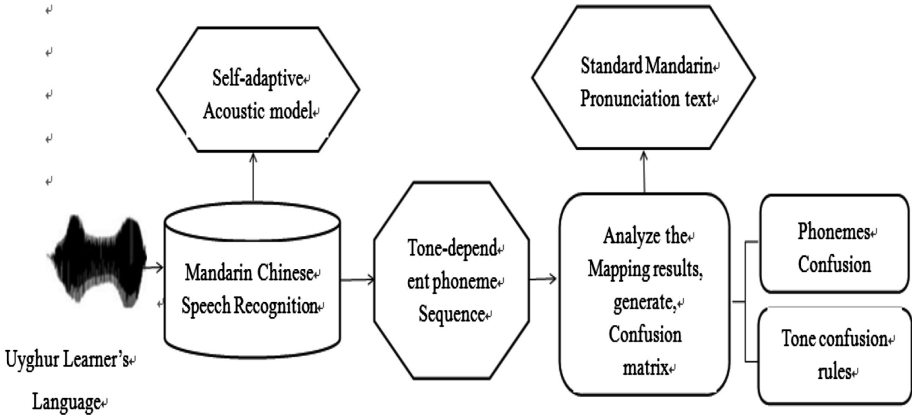 Self-adaptive
Acoustic model
Standard Mandarin
Pronunciation text
Mandarin Chinese
Speech Recognition
Tone-depend
ent phoneme
Sequence
Analyze the
Mapping results,
generate,
Confusion
matrix
Phonemes
Confusion
Tone confusion
rules
Uyghur Learner's
Language